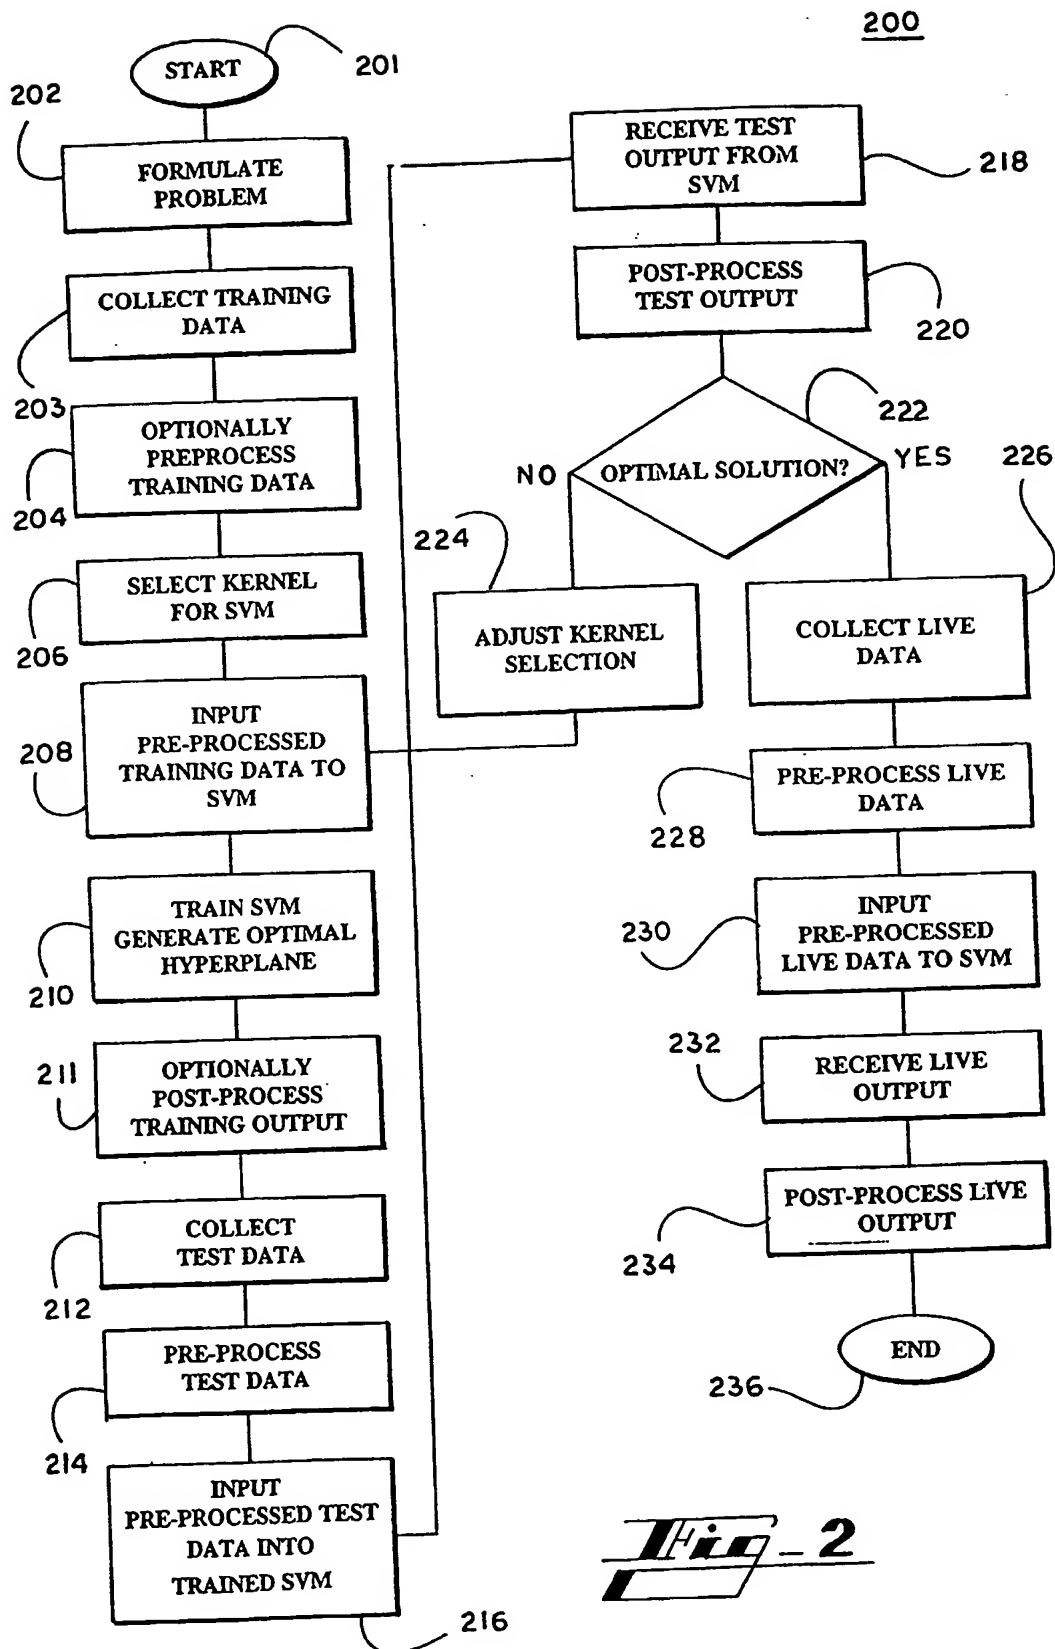 200
START
201
202
FORMULATE
PROBLEM
COLLECT TRAINING
DATA
203
OPTIONALLY
PREPROCESS
TRAINING DATA
204
SELECT KERNEL
FOR SVM
206
INPUT
PRE-PROCESSED
TRAINING DATA TO
SVM
208
TRAIN SVM
GENERATE OPTIMAL
HYPERPLANE
210
211
OPTIONALLY
POST-PROCESS
TRAINING OUTPUT
COLLECT
TEST DATA
212
PRE-PROCESS
TEST DATA
214
INPUT
PRE-PROCESSED TEST
DATA INTO
TRAINED SVM
216
RECEIVE TEST
OUTPUT FROM
SVM
218
POST-PROCESS
TEST OUTPUT
220
222
NO
OPTIMAL SOLUTION?
YES
224
ADJUST KERNEL
SELECTION
226
COLLECT LIVE
DATA
PRE-PROCESS LIVE
DATA
228
INPUT
PRE-PROCESSED
LIVE DATA TO SVM
230
232
RECEIVE LIVE
OUTPUT
POST-PROCESS LIVE
OUTPUT
234
END
236
Fig_2